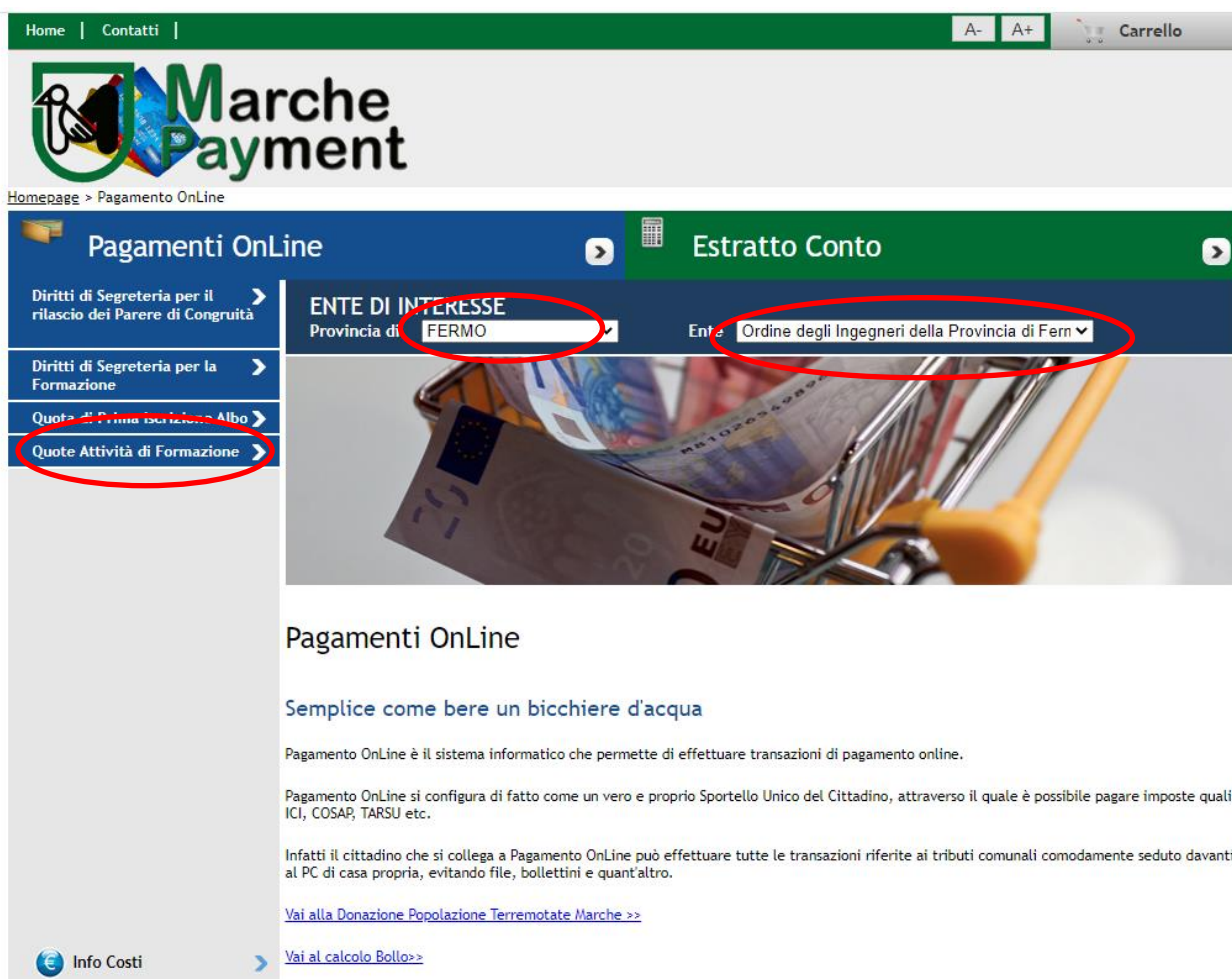 Home | Contatti |
A- A+ Carrello
Marche
Payment
Homepage > Pagamento OnLine
Pagamenti OnLine
Estratto Conto
Diritti di Segreteria per il
rilascio dei Parere di Congruità
Diritti di Segreteria per la
Formazione
Quota di Prima Iscrizione Albo
Quote Attività di Formazione
ENTE DI INTERESSE
Provincia di FERMO
Ente Ordine degli Ingegneri della Provincia di Ferm
20
EU
20
Pagamenti OnLine
Semplice come bere un bicchiere d'acqua
Pagamento OnLine è il sistema informatico che permette di effettuare transazioni di pagamento online.
Pagamento OnLine si configura di fatto come un vero e proprio Sportello Unico del Cittadino, attraverso il quale è possibile pagare imposte quali
ICI, COSAP, TARSU etc.
Infatti il cittadino che si collega a Pagamento OnLine può effettuare tutte le transazioni riferite ai tributi comunali comodamente seduto davanti
al PC di casa propria, evitando file, bollettini e quant'altro.
Vai alla Donazione Popolazione Terremotate Marche >>
Vai al calcolo Bollo>>
Info Costi